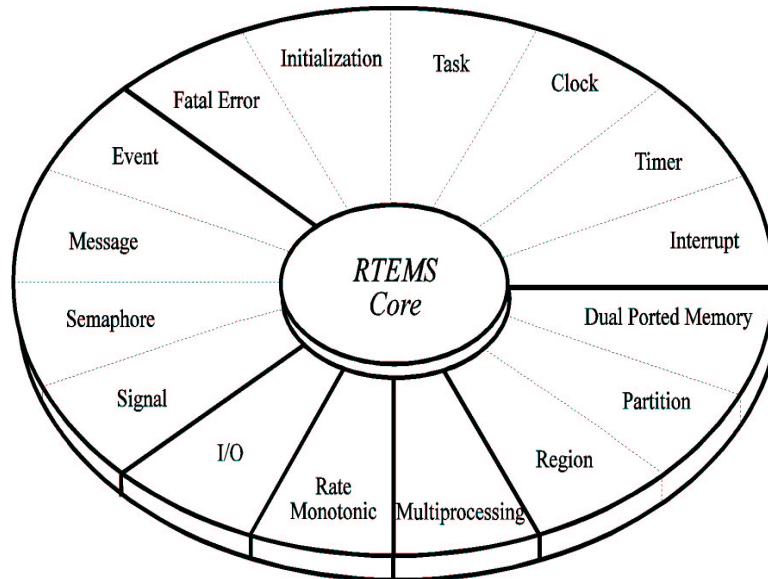 Initialization
Task
Clock
Timer
Interrupt
Dual Ported Memory
Partition
Region
Multiprocessing
Rate
Monotonic
I/O
Signal
Semaphore
Message
Event
Fatal Error
RTEMS
Core